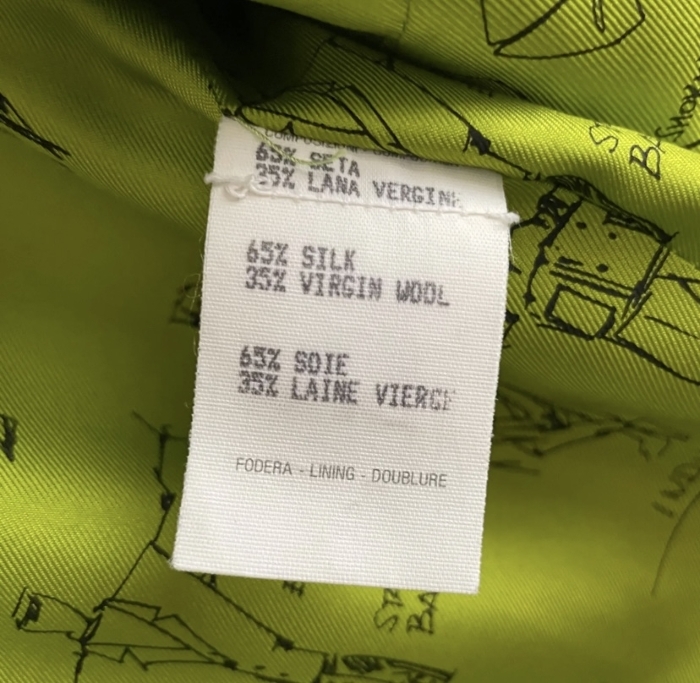 65% SETA
35% LANA VERGINE
65% SILK
35% VIRGIN WOOL
65% SOIE
35% LAINE VIERGE
FODERA - LINING - DOUBLURE